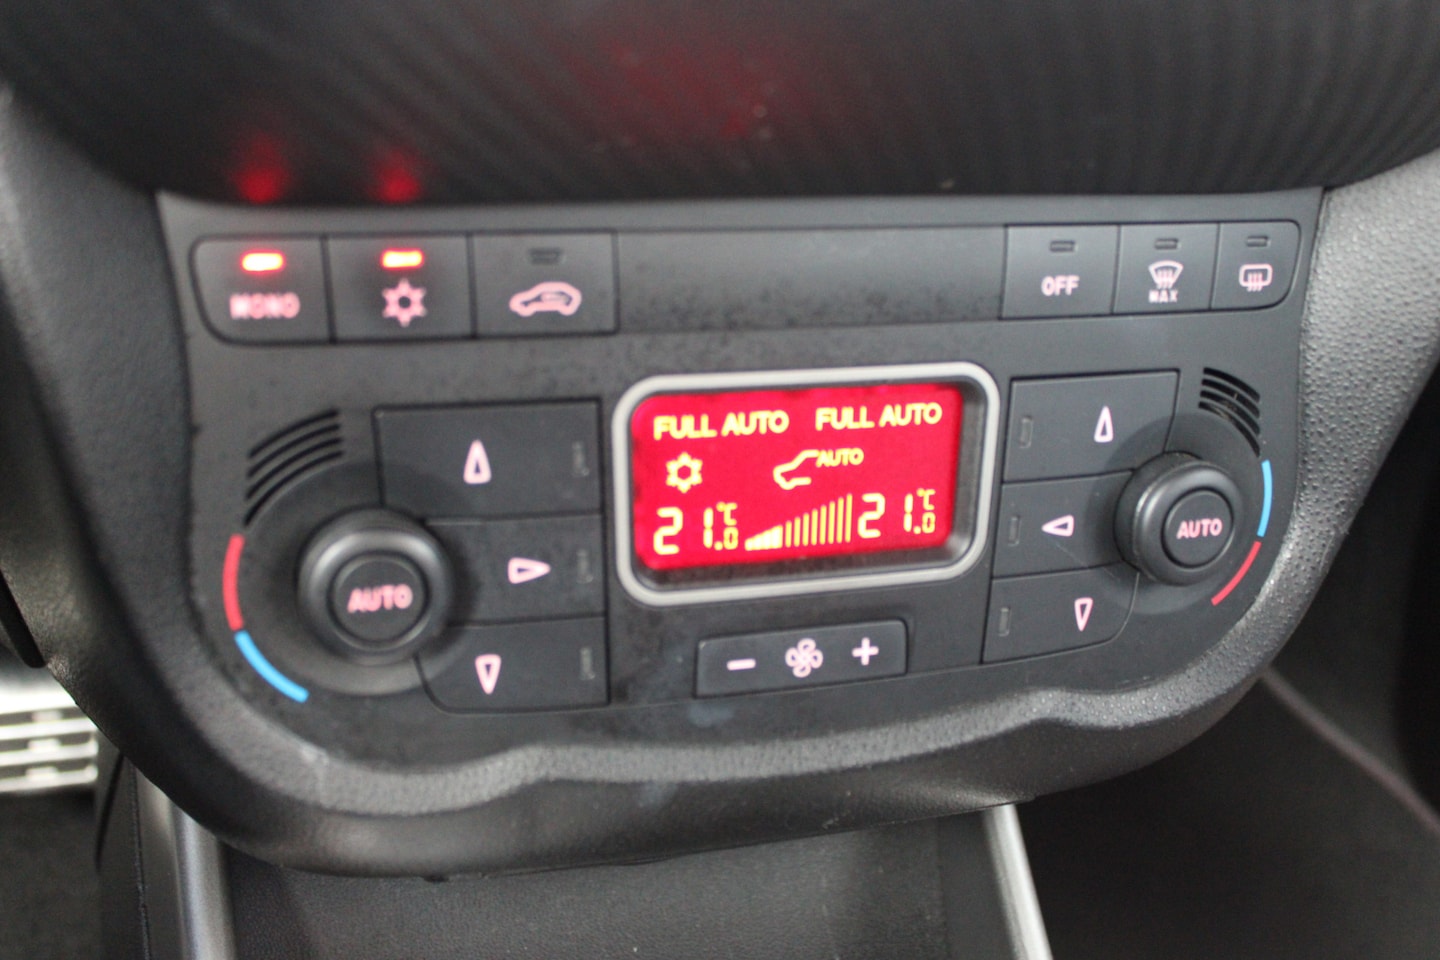 MONO
OFF
MAX
FULL AUTO FULL AUTO
AUTO
21.0 °C 21.0 °C
AUTO
AUTO
- +